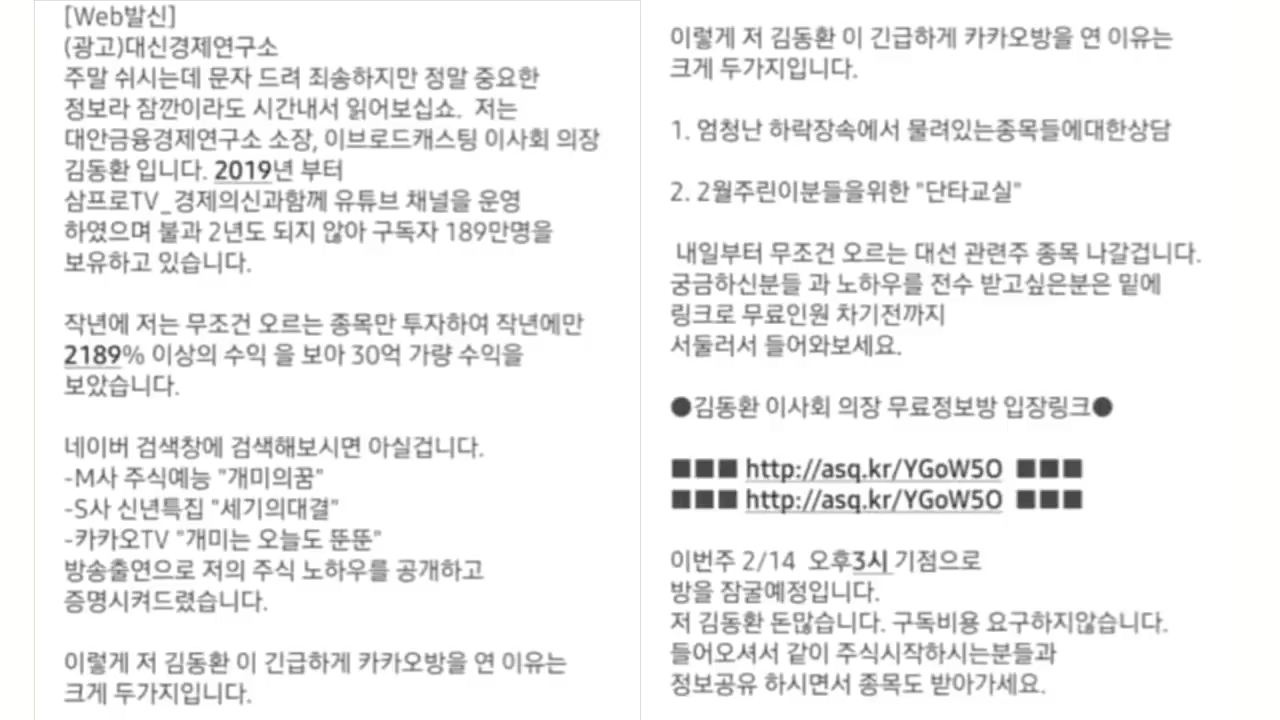 [Web발신]
(광고)대신경제연구소
주말 쉬시는데 문자 드려 죄송하지만 정말 중요한
정보라 잠깐이라도 시간내서 읽어보십쇼. 저는
대안금융경제연구소 소장, 이브로드캐스팅 이사회 의장
김동환 입니다. 2019년 부터
삼프로TV_경제의신과함께 유튜브 채널을 운영
하였으며 불과 2년도 되지 않아 구독자 189만명을
보유하고 있습니다.
작년에 저는 무조건 오르는 종목만 투자하여 작년에만
2189% 이상의 수익 을 보아 30억 가량 수익을
보았습니다.
네이버 검색창에 검색해보시면 아실겁니다.
-M사 주식예능 "개미의꿈"
-S사 신년특집 "세기의대결"
-카카오TV "개미는 오늘도 뚠뚠"
방송출연으로 저의 주식 노하우를 공개하고
증명시켜드렸습니다.
이렇게 저 김동환 이 긴급하게 카카오방을 연 이유는
크게 두가지입니다.
이렇게 저 김동환 이 긴급하게 카카오방을 연 이유는
크게 두가지입니다.
1. 엄청난 하락장속에서 물려있는종목들에대한상담
2. 2월주린이분들을위한 "단타교실"
내일부터 무조건 오르는 대선 관련주 종목 나갈겁니다.
궁금하신분들 과 노하우를 전수 받고싶은분은 밑에
링크로 무료인원 차기전까지
서둘러서 들어와보세요.
●김동환 이사회 의장 무료정보방 입장링크●
■■■ http://asq.kr/YGoW5O ■■■
■■■ http://asq.kr/YGoW5O ■■■
이번주 2/14 오후3시 기점으로
방을 잠굴예정입니다.
저 김동환 돈많습니다. 구독비용 요구하지않습니다.
들어오셔서 같이 주식시작하시는분들과
정보공유 하시면서 종목도 받아가세요.